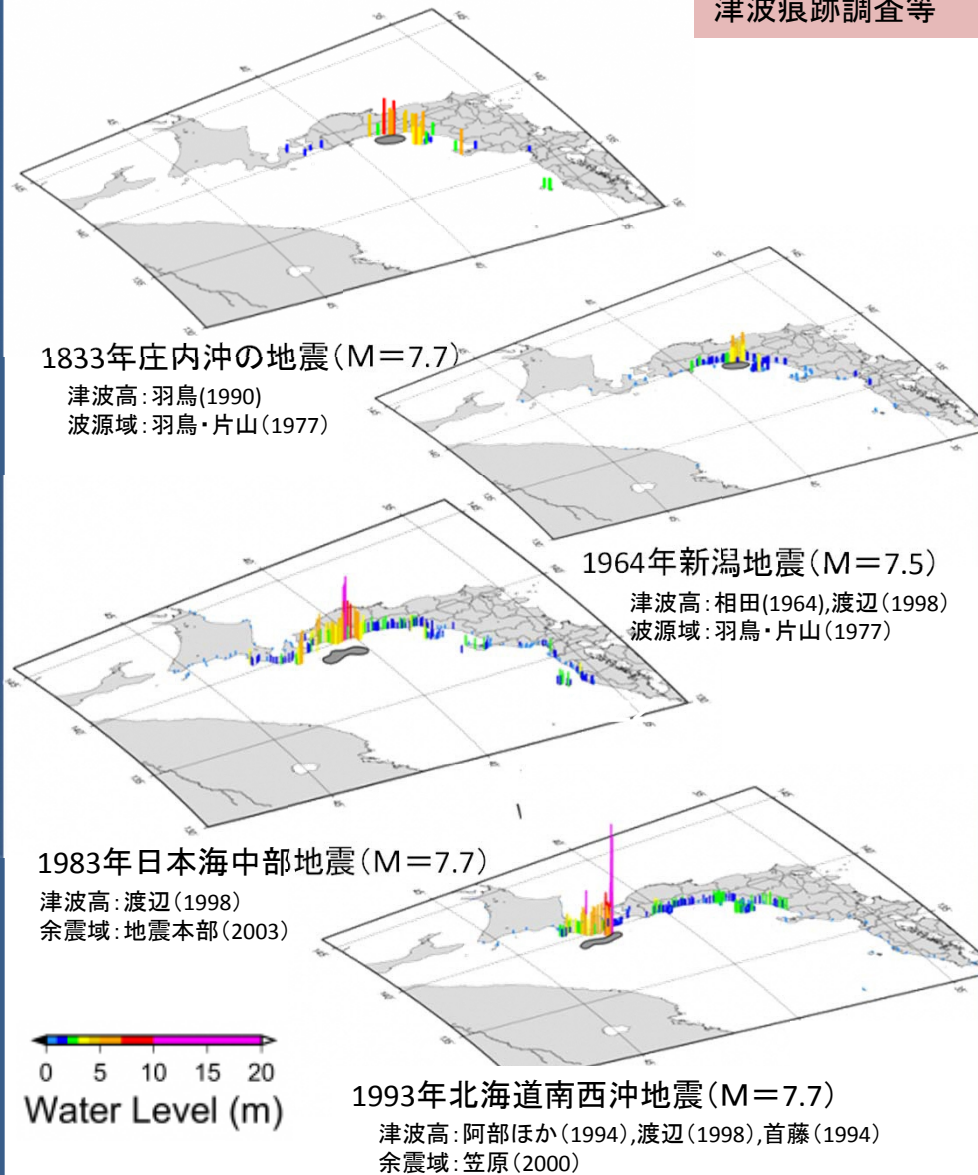 津波痕跡調査等
1833年庄内沖の地震(M=7.7)
津波高:羽鳥(1990)
波源域:羽鳥・片山(1977)
1964年新潟地震(M=7.5)
津波高:相田(1964),渡辺(1998)
波源域:羽鳥・片山(1977)
1983年日本海中部地震(M=7.7)
津波高:渡辺(1998)
余震域:地震本部(2003)
0 5 10 15 20
Water Level (m)
1993年北海道南西沖地震(M=7.7)
津波高:阿部ほか(1994),渡辺(1998),首藤(1994)
余震域:笠原(2000)